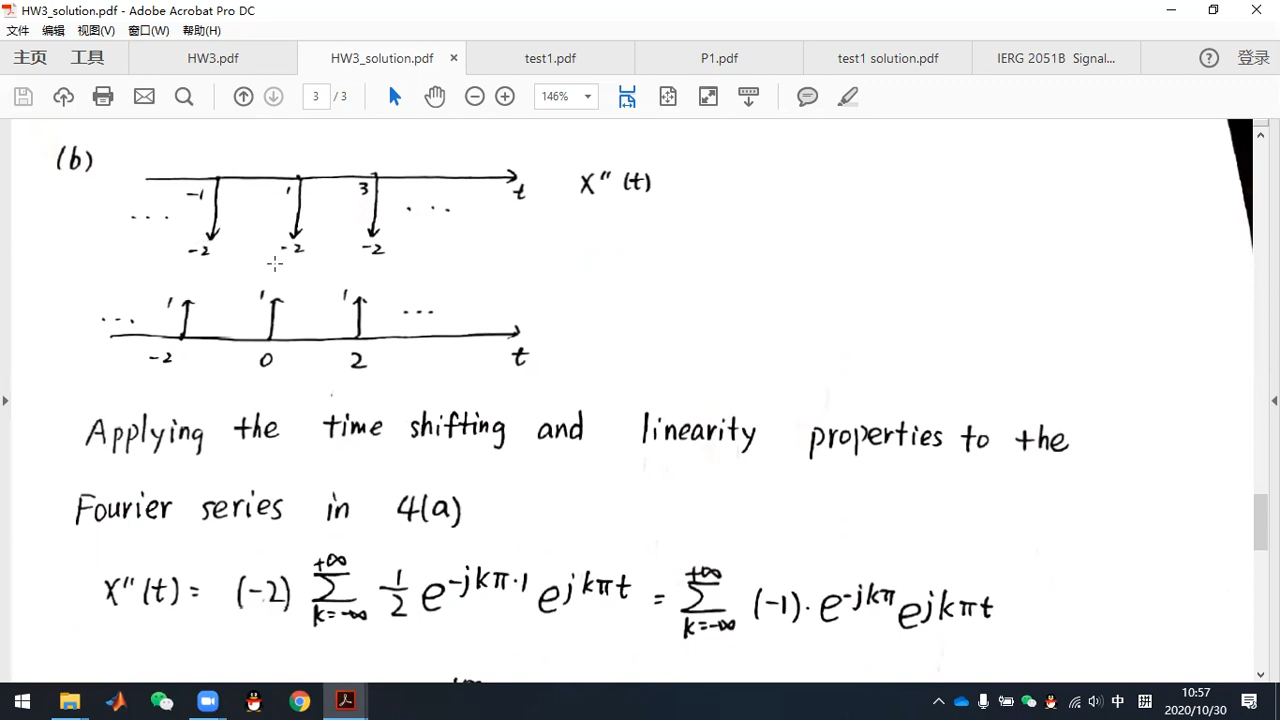 HW3_solution.pdf - Adobe Acrobat Pro DC
文件 编辑 视图(V) 窗口(W) 帮助(H)
主页 工具 HW3.pdf HW3_solution.pdf × test1.pdf P1.pdf test1 solution.pdf IERG 2051B Signal... 登录
3 / 3 146%
(b)
-1 1 3 t x"(t)
... ...
-2 -2 -2
... 1 1 1 ...
-2 0 2 t
Applying the time shifting and linearity properties to the
Fourier series in 4(a)
x"(t) = (-2) ∑_{k=-∞}^{+∞} 1/2 e^{-jkπ·1} e^{jkπt} = ∑_{k=-∞}^{+∞} (-1)· e^{-jkπ} e^{jkπt}
中 拼 10:57
2020/10/30